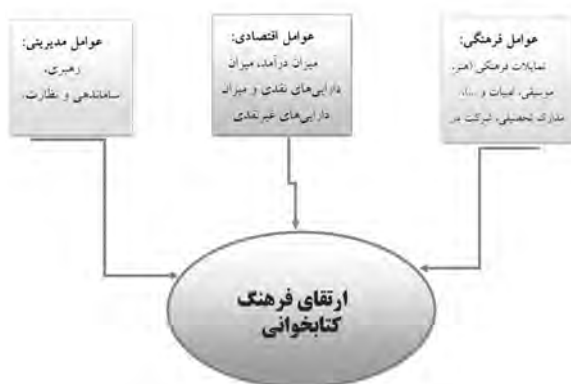 عوامل فرهنگی:
تمایلات فرهنگی (هنر،
موسیقی، ادبیات و ...)،
مدارک تحصیلی، شرکت در
عوامل اقتصادی:
میزان درآمد، میزان
دارایی‌های نقدی و میزان
دارایی‌های غیرنقدی
عوامل مدیریتی:
رهبری،
ساماندهی و نظارت،
ارتقای فرهنگ
کتابخوانی